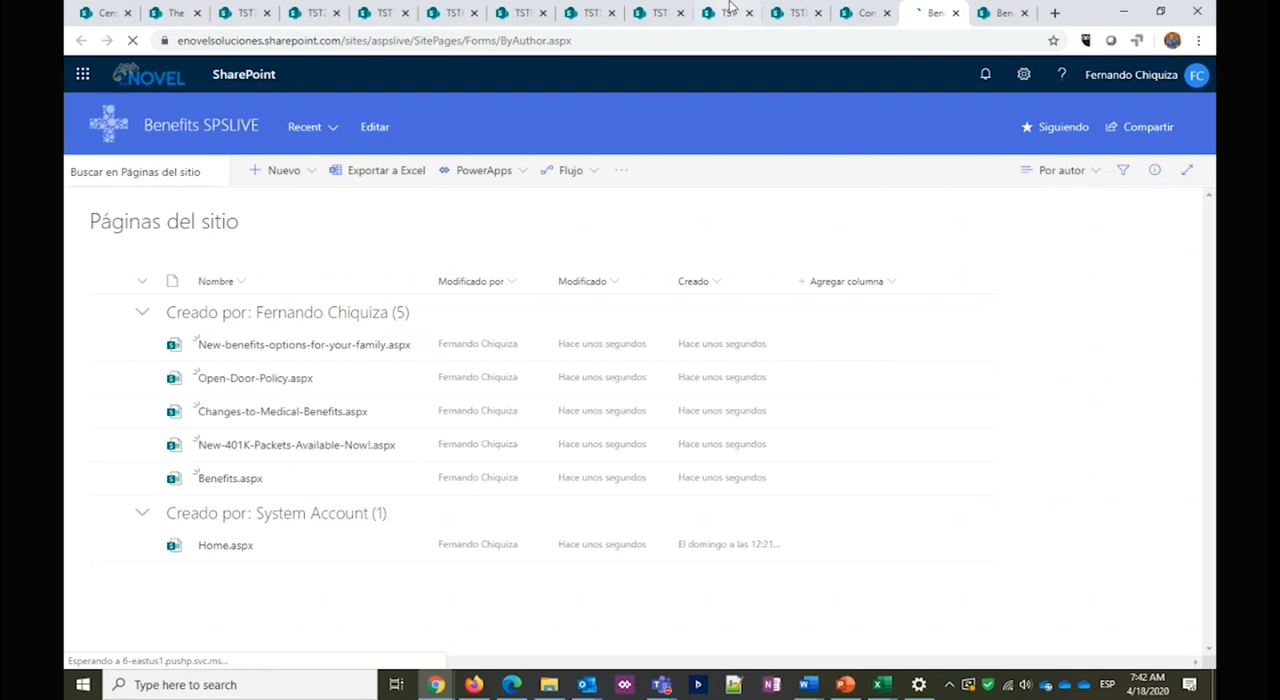 Cen
The
TST
TST
TST
TST
TST
TST
TST
TST
Con
Ben
Ben
enovelsoluciones.sharepoint.com/sites/aspslive/SitePages/Forms/ByAuthor.aspx
NOVEL SharePoint
? Fernando Chiquiza FC
Benefits SPSLIVE Recent Editar Siguiendo Compartir
Buscar en Páginas del sitio + Nuevo Exportar a Excel PowerApps Flujo ... Por autor
Páginas del sitio
Nombre Modificado por Modificado Creado + Agregar columna
Creado por: Fernando Chiquiza (5)
New-benefits-options-for-your-family.aspx Fernando Chiquiza Hace unos segundos Hace unos segundos
Open-Door-Policy.aspx Fernando Chiquiza Hace unos segundos Hace unos segundos
Changes-to-Medical-Benefits.aspx Fernando Chiquiza Hace unos segundos Hace unos segundos
New-401K-Packets-Available-Now!.aspx Fernando Chiquiza Hace unos segundos Hace unos segundos
Benefits.aspx Fernando Chiquiza Hace unos segundos Hace unos segundos
Creado por: System Account (1)
Home.aspx Fernando Chiquiza Hace unos segundos El domingo a las 12:21...
Esperando a 6-eastus1.pushp.svc.ms...
Type here to search ESP 7:42 AM
4/18/2020